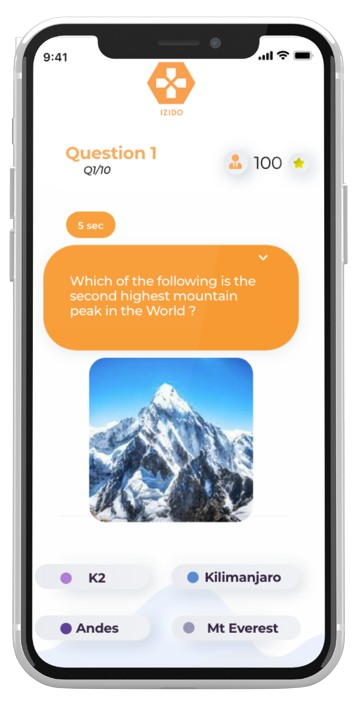 9:41
IZIDO
Question 1
Q1/10
100
5 sec
Which of the following is the
second highest mountain
peak in the World ?
K2
Kilimanjaro
Andes
Mt Everest